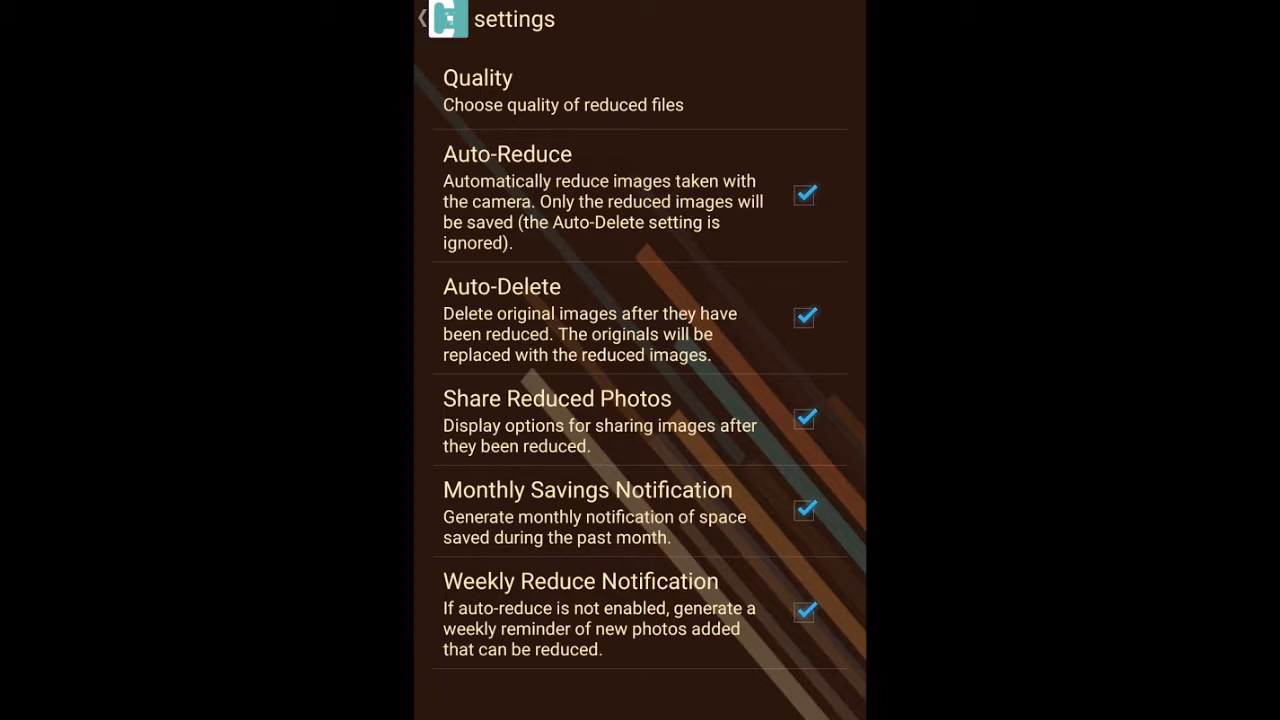 settings
Quality
Choose quality of reduced files
Auto-Reduce
Automatically reduce images taken with
the camera. Only the reduced images will
be saved (the Auto-Delete setting is
ignored).
Auto-Delete
Delete original images after they have
been reduced. The originals will be
replaced with the reduced images.
Share Reduced Photos
Display options for sharing images after
they been reduced.
Monthly Savings Notification
Generate monthly notification of space
saved during the past month.
Weekly Reduce Notification
If auto-reduce is not enabled, generate a
weekly reminder of new photos added
that can be reduced.